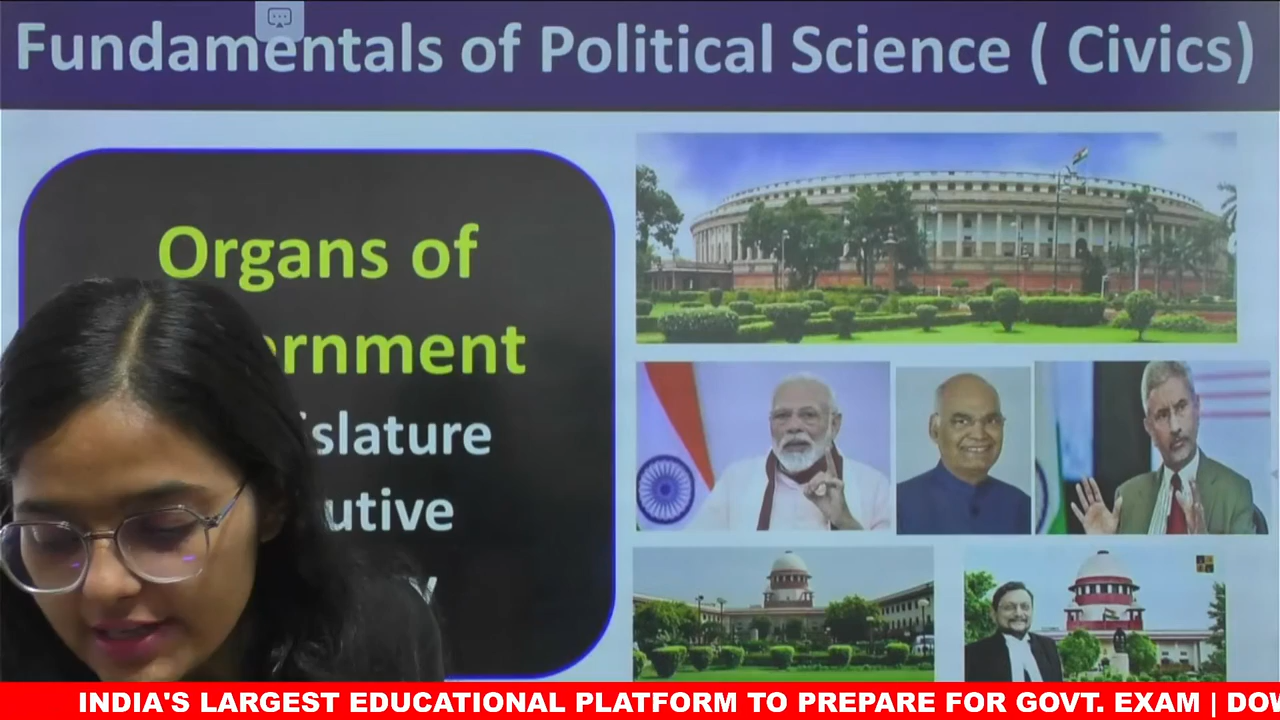 Fundamentals of Political Science ( Civics)
Organs of
ernment
islature
utive
y
INDIA'S LARGEST EDUCATIONAL PLATFORM TO PREPARE FOR GOVT. EXAM | DOW